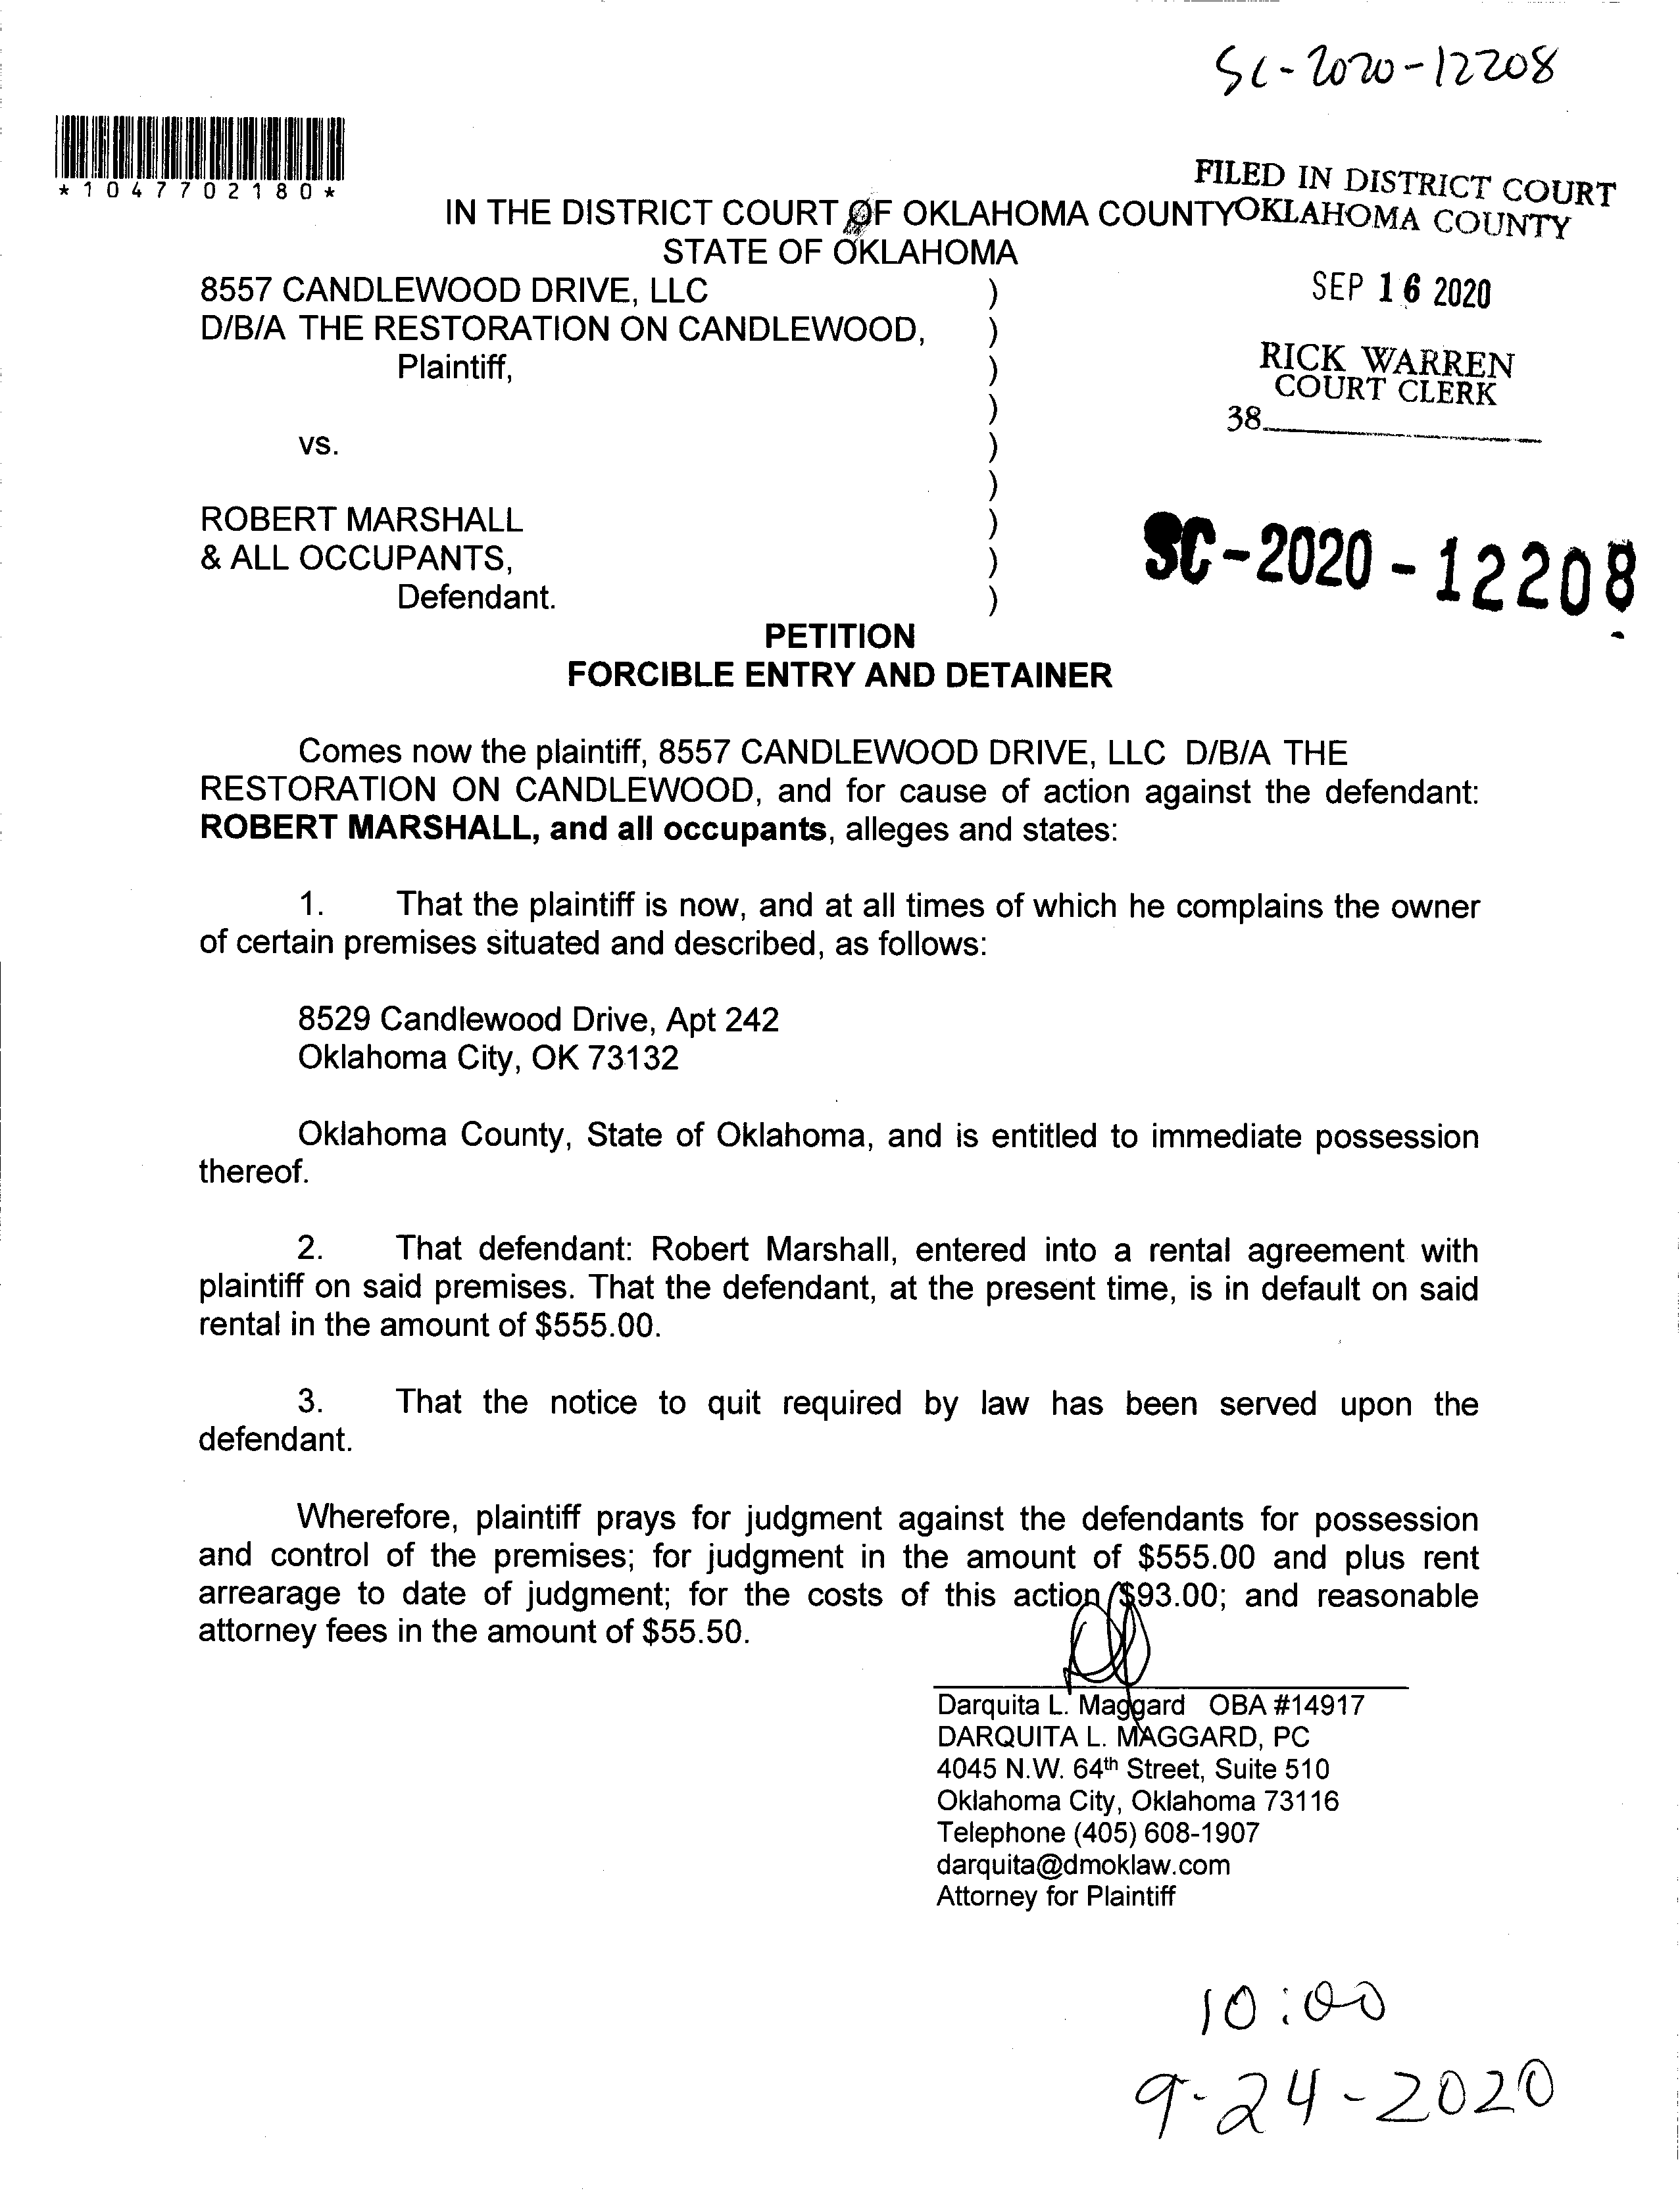 SC-2020-12208
*1047702180*
FILED IN DISTRICT COURT
OKLAHOMA COUNTY
IN THE DISTRICT COURT OF OKLAHOMA COUNTY
STATE OF OKLAHOMA
8557 CANDLEWOOD DRIVE, LLC )
D/B/A THE RESTORATION ON CANDLEWOOD, )
Plaintiff, )
)
vs. )
)
ROBERT MARSHALL )
& ALL OCCUPANTS, )
Defendant. )
SEP 16 2020
RICK WARREN
COURT CLERK
38
SC-2020-12208
PETITION
FORCIBLE ENTRY AND DETAINER
Comes now the plaintiff, 8557 CANDLEWOOD DRIVE, LLC D/B/A THE
RESTORATION ON CANDLEWOOD, and for cause of action against the defendant:
ROBERT MARSHALL, and all occupants, alleges and states:
1. That the plaintiff is now, and at all times of which he complains the owner
of certain premises situated and described, as follows:
8529 Candlewood Drive, Apt 242
Oklahoma City, OK 73132
Oklahoma County, State of Oklahoma, and is entitled to immediate possession
thereof.
2. That defendant: Robert Marshall, entered into a rental agreement with
plaintiff on said premises. That the defendant, at the present time, is in default on said
rental in the amount of $555.00.
3. That the notice to quit required by law has been served upon the
defendant.
Wherefore, plaintiff prays for judgment against the defendants for possession
and control of the premises; for judgment in the amount of $555.00 and plus rent
arrearage to date of judgment; for the costs of this action $93.00; and reasonable
attorney fees in the amount of $55.50.
Darquita L. Maggard OBA #14917
DARQUITA L. MAGGARD, PC
4045 N.W. 64th Street, Suite 510
Oklahoma City, Oklahoma 73116
Telephone (405) 608-1907
darquita@dmoklaw.com
Attorney for Plaintiff
10:00
9-24-2020